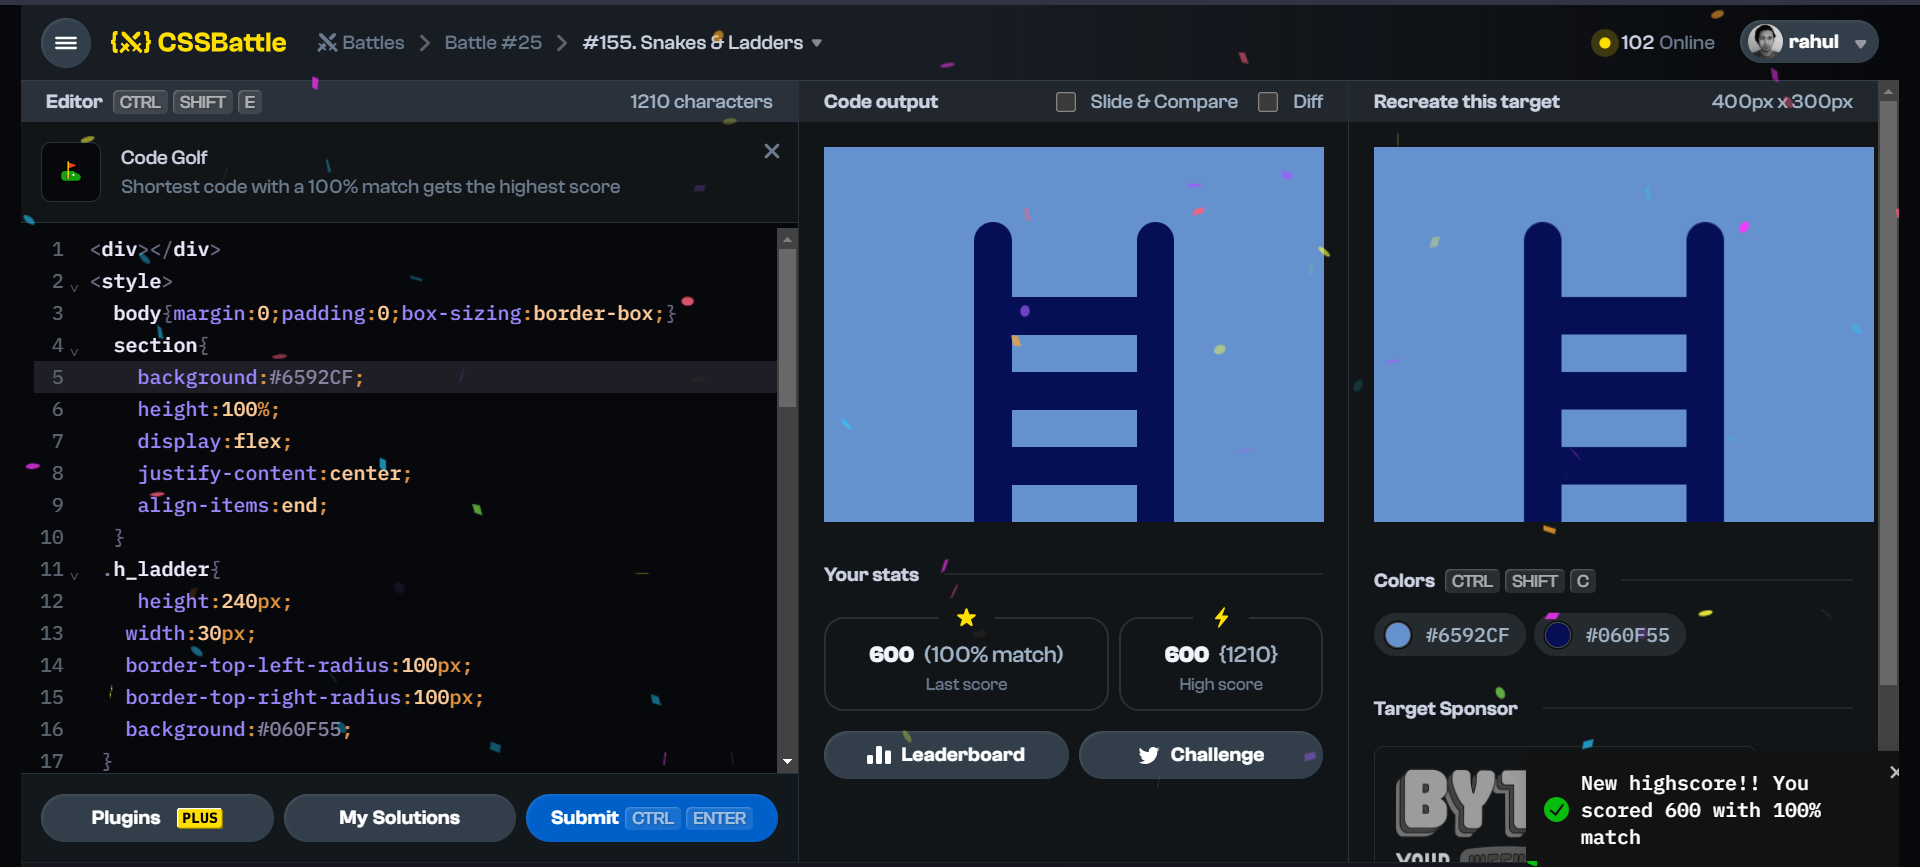 CSSBattle
Battles
Battle #25
#155. Snakes & Ladders
102 Online
rahul
Editor CTRL SHIFT E
1210 characters
Code output
Slide & Compare
Diff
Recreate this target
400px x 300px
Code Golf
Shortest code with a 100% match gets the highest score
1 <div></div>
2 <style>
3 body{margin:0;padding:0;box-sizing:border-box;}
4 section{
5 background:#6592CF;
6 height:100%;
7 display:flex;
8 justify-content:center;
9 align-items:end;
10 }
11 .h_ladder{
12 height:240px;
13 width:30px;
14 border-top-left-radius:100px;
15 border-top-right-radius:100px;
16 background:#060F55;
17 }
Plugins PLUS
My Solutions
Submit CTRL ENTER
Your stats
600 (100% match)
Last score
600 {1210}
High score
Leaderboard
Challenge
Colors CTRL SHIFT C
#6592CF
#060F55
Target Sponsor
BYT
YOUR WEEK
New highscore!! You
scored 600 with 100%
match